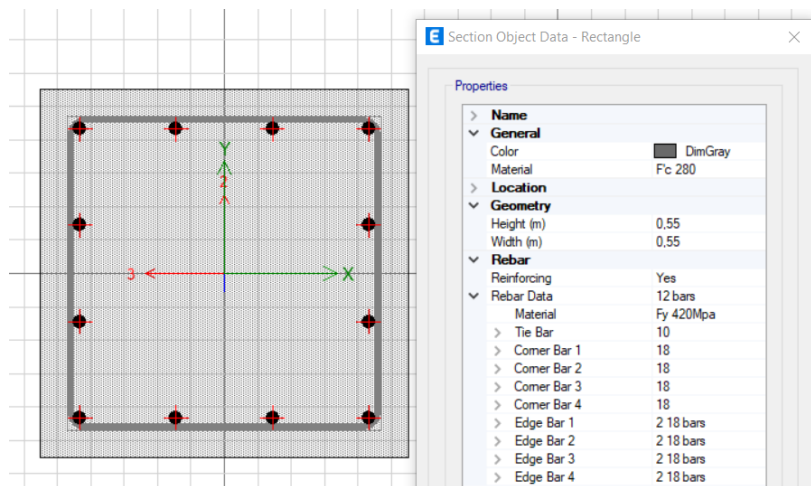 E Section Object Data - Rectangle
Properties
Name
General
Color DimGray
Material F'c 280
Location
Geometry
Height (m) 0,55
Width (m) 0,55
Rebar
Reinforcing Yes
Rebar Data 12 bars
Material Fy 420Mpa
Tie Bar 10
Corner Bar 1 18
Corner Bar 2 18
Corner Bar 3 18
Corner Bar 4 18
Edge Bar 1 2 18 bars
Edge Bar 2 2 18 bars
Edge Bar 3 2 18 bars
Edge Bar 4 2 18 bars
Y
2
3
X